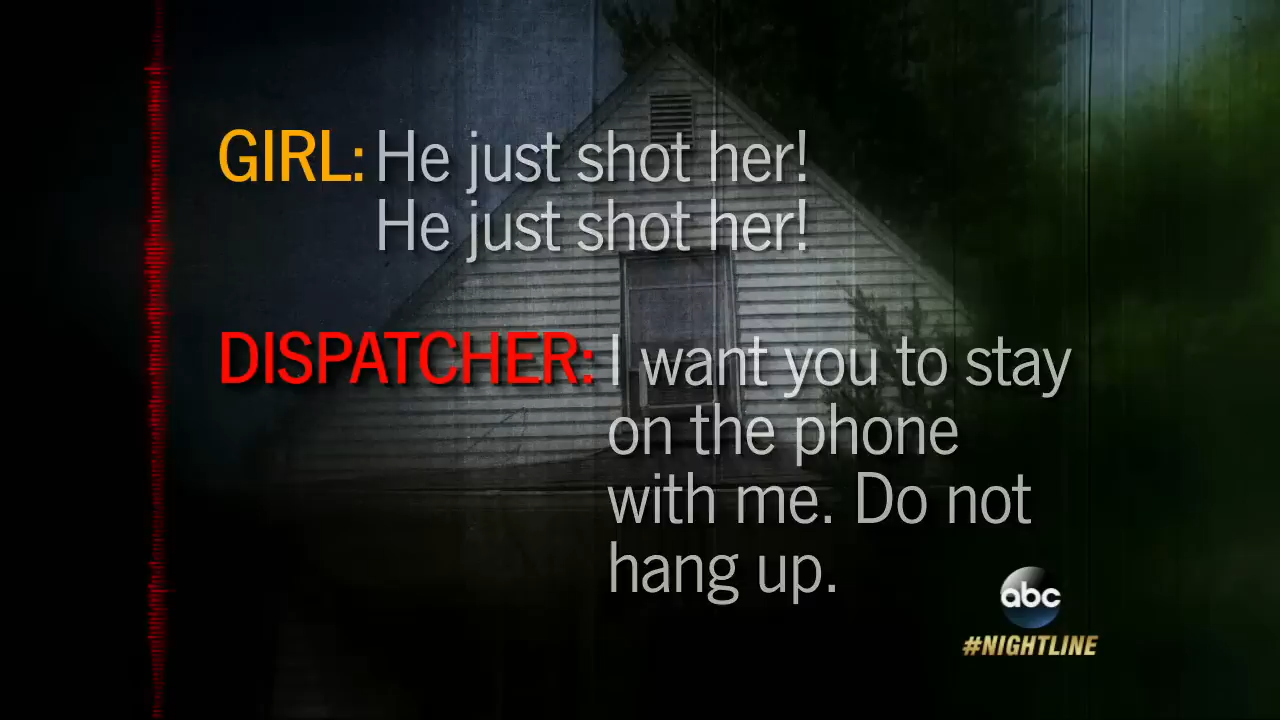 GIRL: He just shot her!
He just shot her!
DISPATCHER: I want you to stay
on the phone
with me. Do not
hang up.
abc
#NIGHTLINE